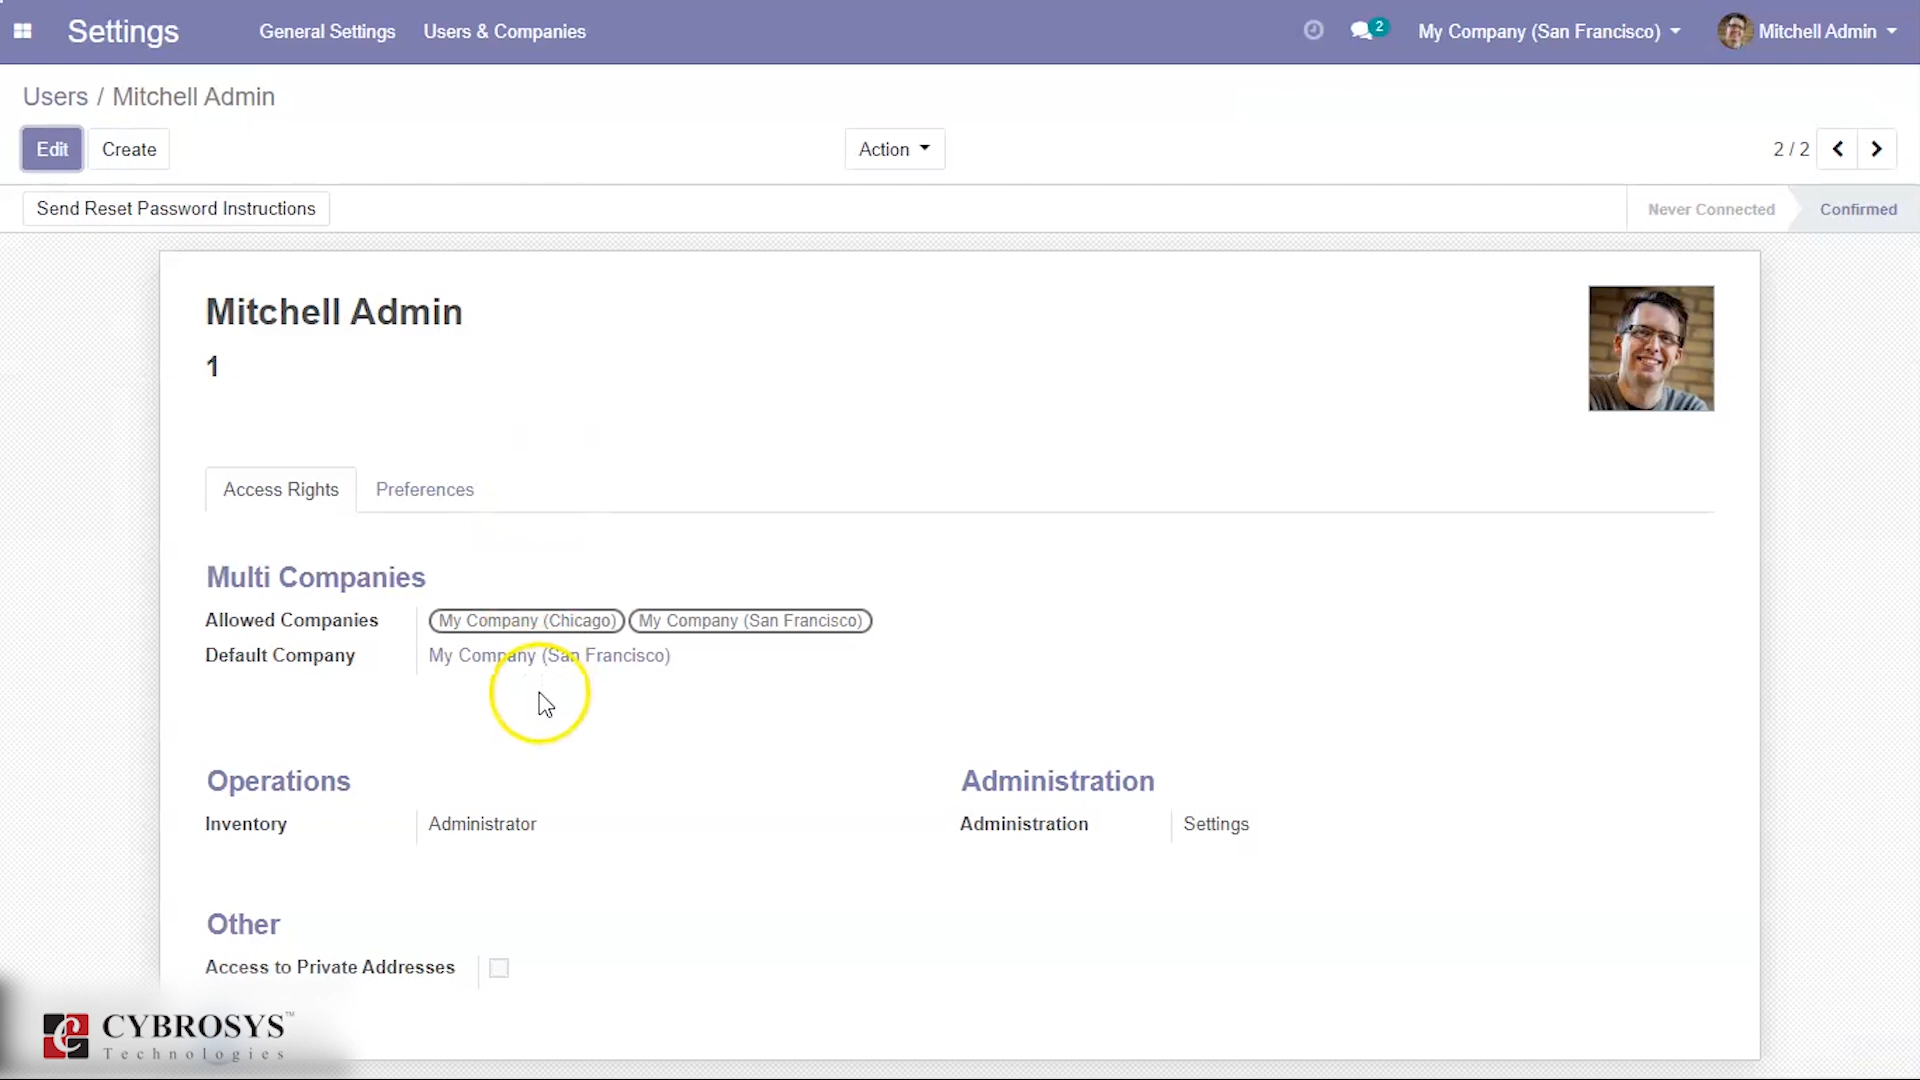 Settings General Settings Users & Companies 2 My Company (San Francisco) Mitchell Admin
Users / Mitchell Admin
Edit Create Action 2 / 2
Send Reset Password Instructions Never Connected Confirmed
Mitchell Admin
1
Access Rights Preferences
Multi Companies
Allowed Companies My Company (Chicago) My Company (San Francisco)
Default Company My Company (San Francisco)
Operations Administration
Inventory Administrator Administration Settings
Other
Access to Private Addresses
CYBROSYS™
Technologies